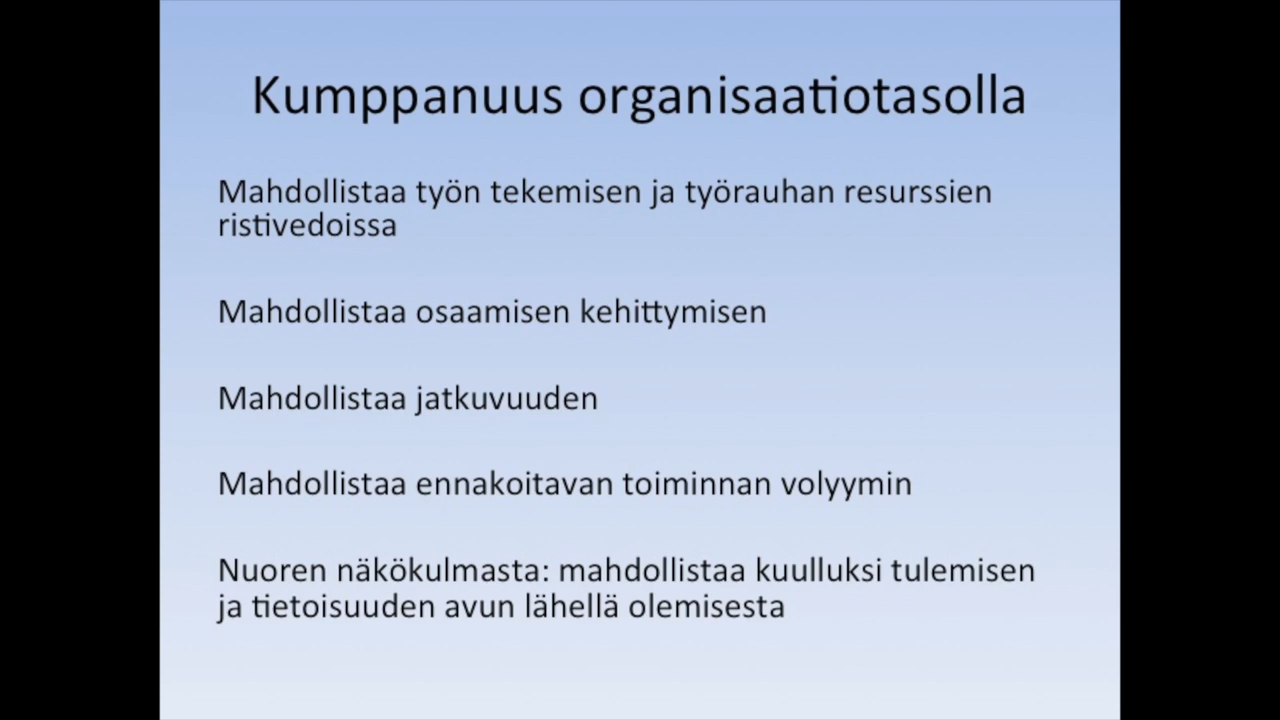 Kumppanuus organisaatiotasolla
Mahdollistaa työn tekemisen ja työrauhan resurssien
ristivedoissa
Mahdollistaa osaamisen kehittymisen
Mahdollistaa jatkuvuuden
Mahdollistaa ennakoitavan toiminnan volyymin
Nuoren näkökulmasta: mahdollistaa kuulluksi tulemisen
ja tietoisuuden avun lähellä olemisesta